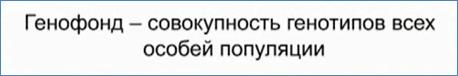 Генофонд – совокупность генотипов всех
особей популяции